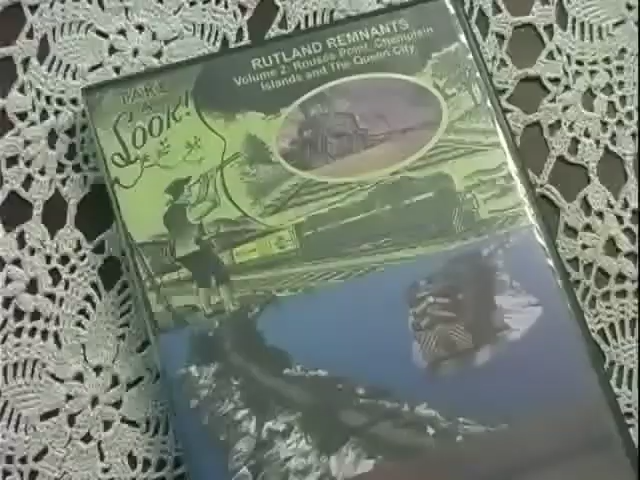 TAKE
A
Look!
RUTLAND REMNANTS
Volume 2: Rouses Point, Champlain
Islands and The Queen City